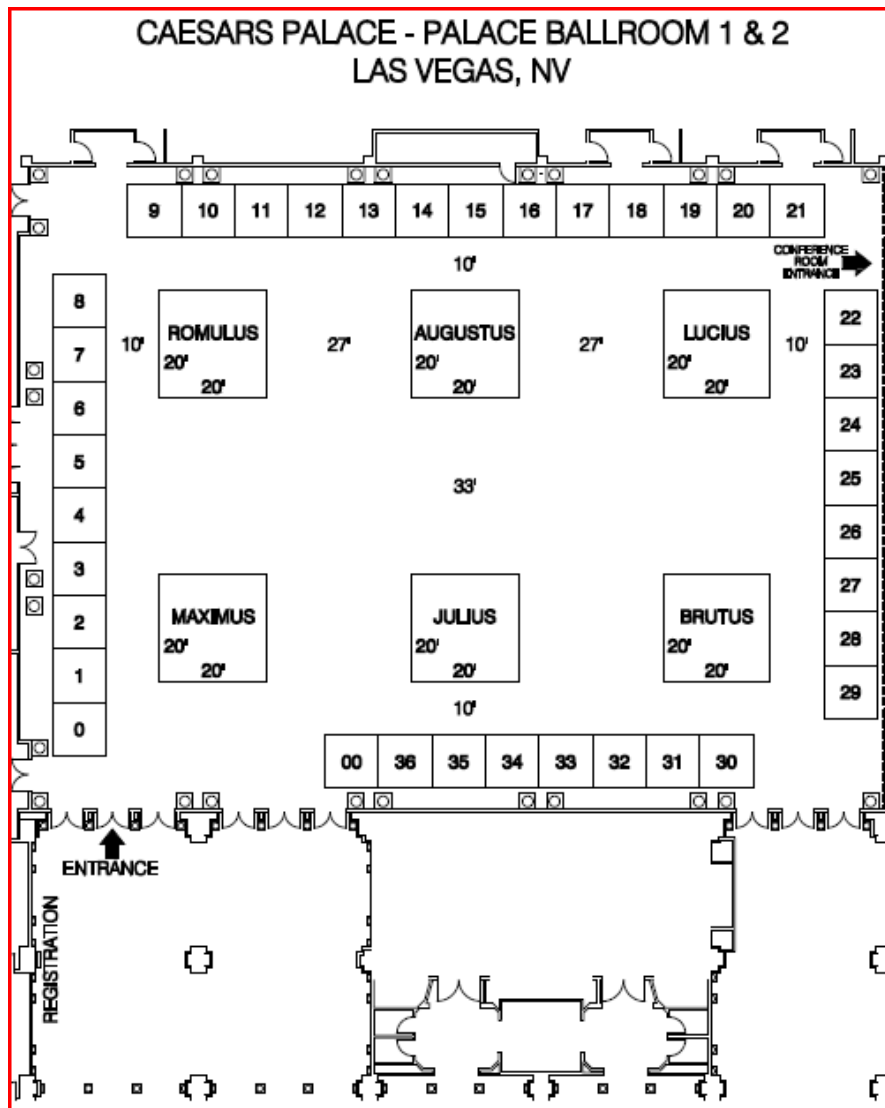 CAESARS PALACE - PALACE BALLROOM 1 & 2
LAS VEGAS, NV
9 10 11 12 13 14 15 16 17 18 19 20 21
CONFERENCE
ROOM
ENTRANCE
10'
8
7
6
5
4
3
2
1
0
10'
ROMULUS
20'
20'
27'
AUGUSTUS
20'
20'
27'
LUCIUS
20'
20'
10'
22
23
24
25
26
27
28
29
33'
MAXIMUS
20'
20'
JULIUS
20'
20'
BRUTUS
20'
20'
10'
00 36 35 34 33 32 31 30
ENTRANCE
REGISTRATION